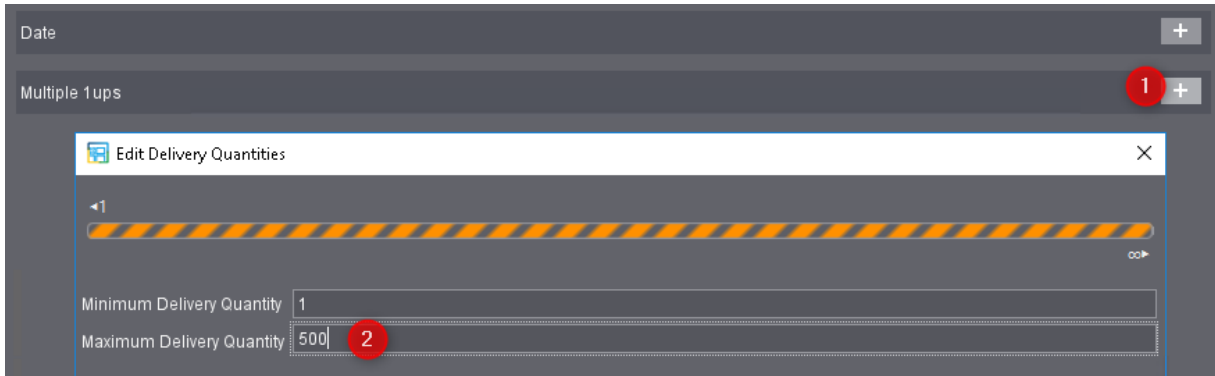 Date +
Multiple 1ups 1 +
Edit Delivery Quantities
◂1
∞▸
Minimum Delivery Quantity 1
Maximum Delivery Quantity 500 2